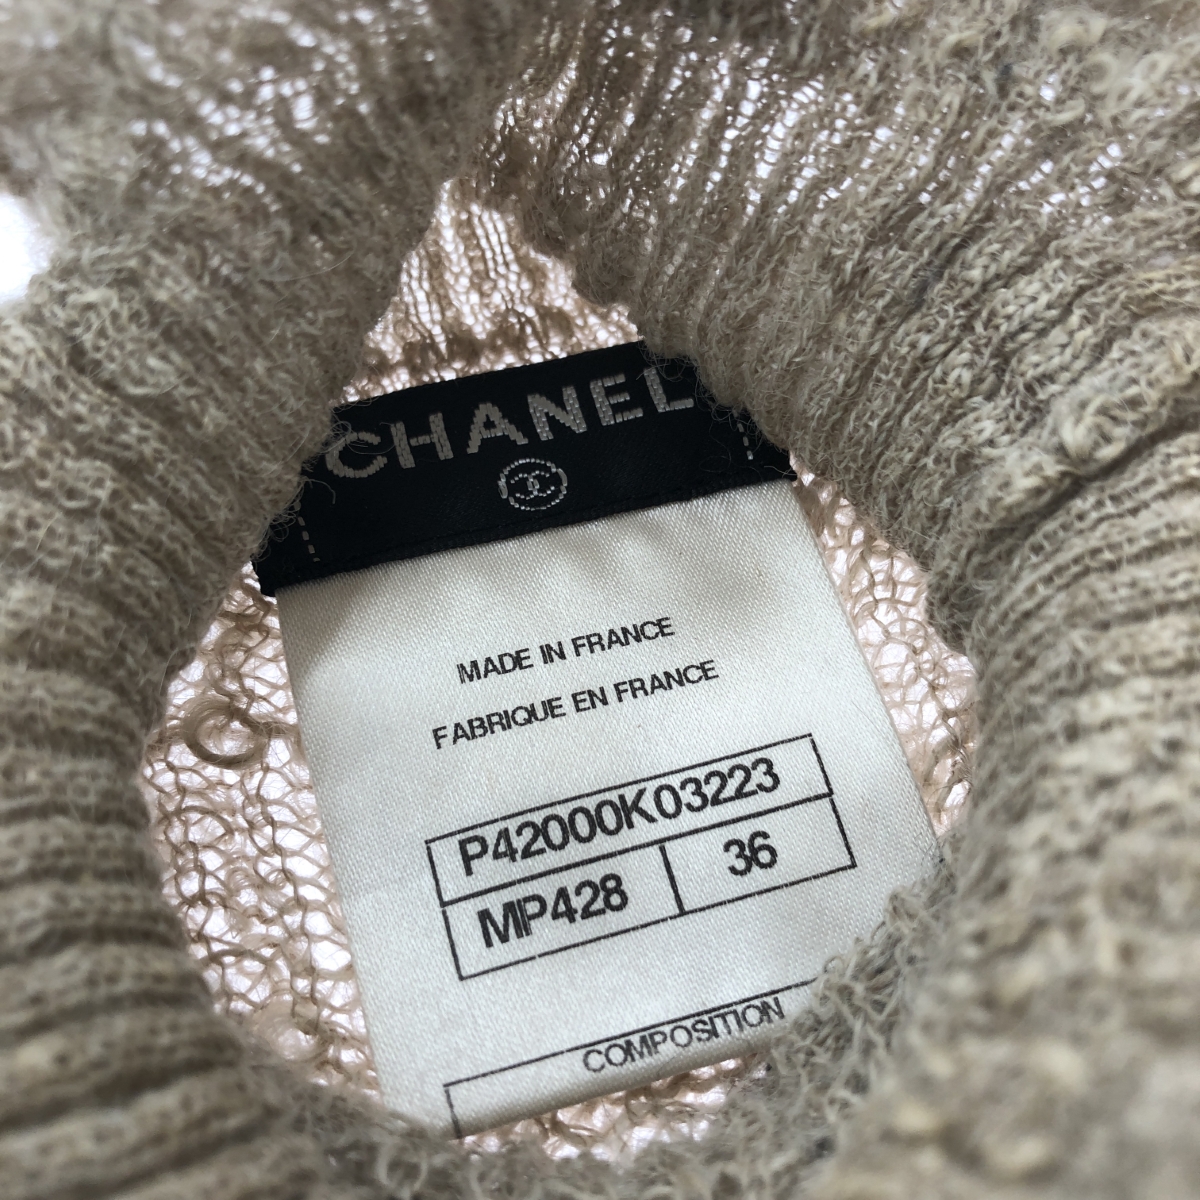 CHANEL
MADE IN FRANCE
FABRIQUE EN FRANCE
P42000K03223
MP428 36
COMPOSITION